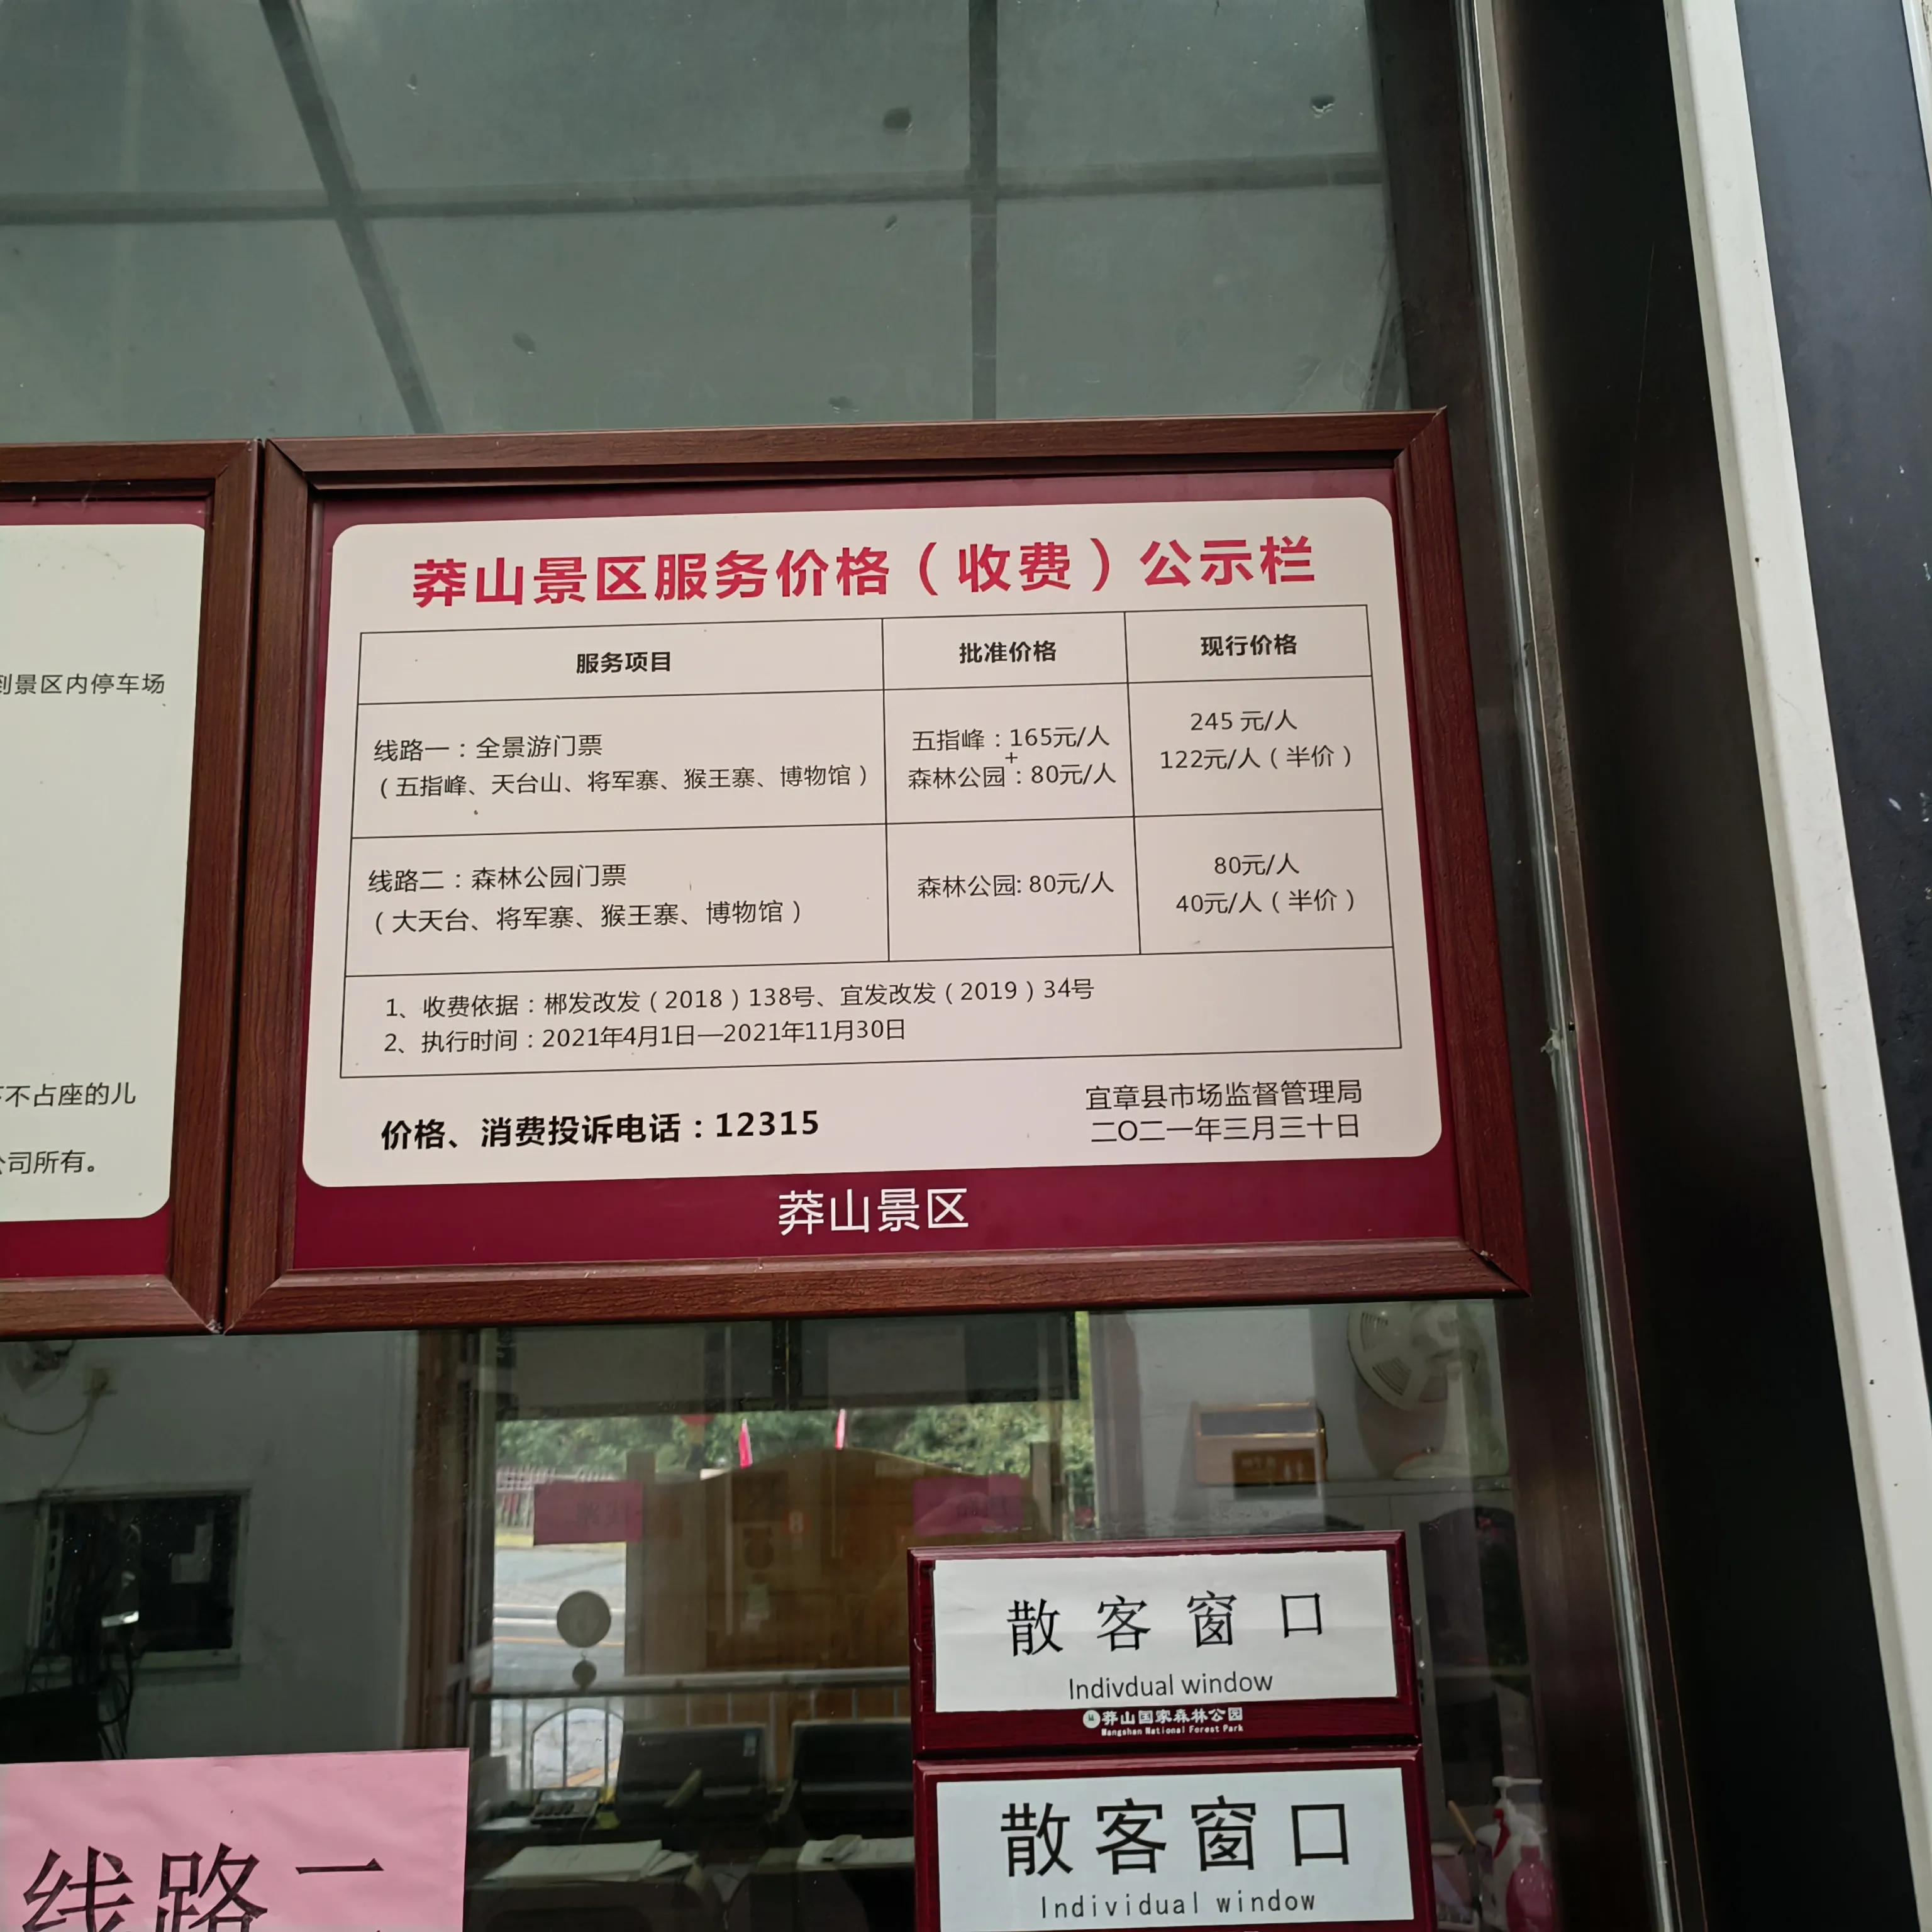 到景区内停车场
不占座的儿
公司所有。
莽山景区服务价格（收费）公示栏
服务项目 批准价格 现行价格
线路一：全景游门票
（五指峰、天台山、将军寨、猴王寨、博物馆）
五指峰：165元/人
+
森林公园：80元/人
245 元/人
122元/人（半价）
线路二：森林公园门票
（大天台、将军寨、猴王寨、博物馆）
森林公园: 80元/人
80元/人
40元/人（半价）
1、收费依据：郴发改发（2018）138号、宜发改发（2019）34号
2、执行时间：2021年4月1日—2021年11月30日
价格、消费投诉电话：12315
宜章县市场监督管理局
二〇二一年三月三十日
莽山景区
散客窗口
Indivdual window
莽山国家森林公园
Mangshan National Forest Park
散客窗口
Individual window
线路二